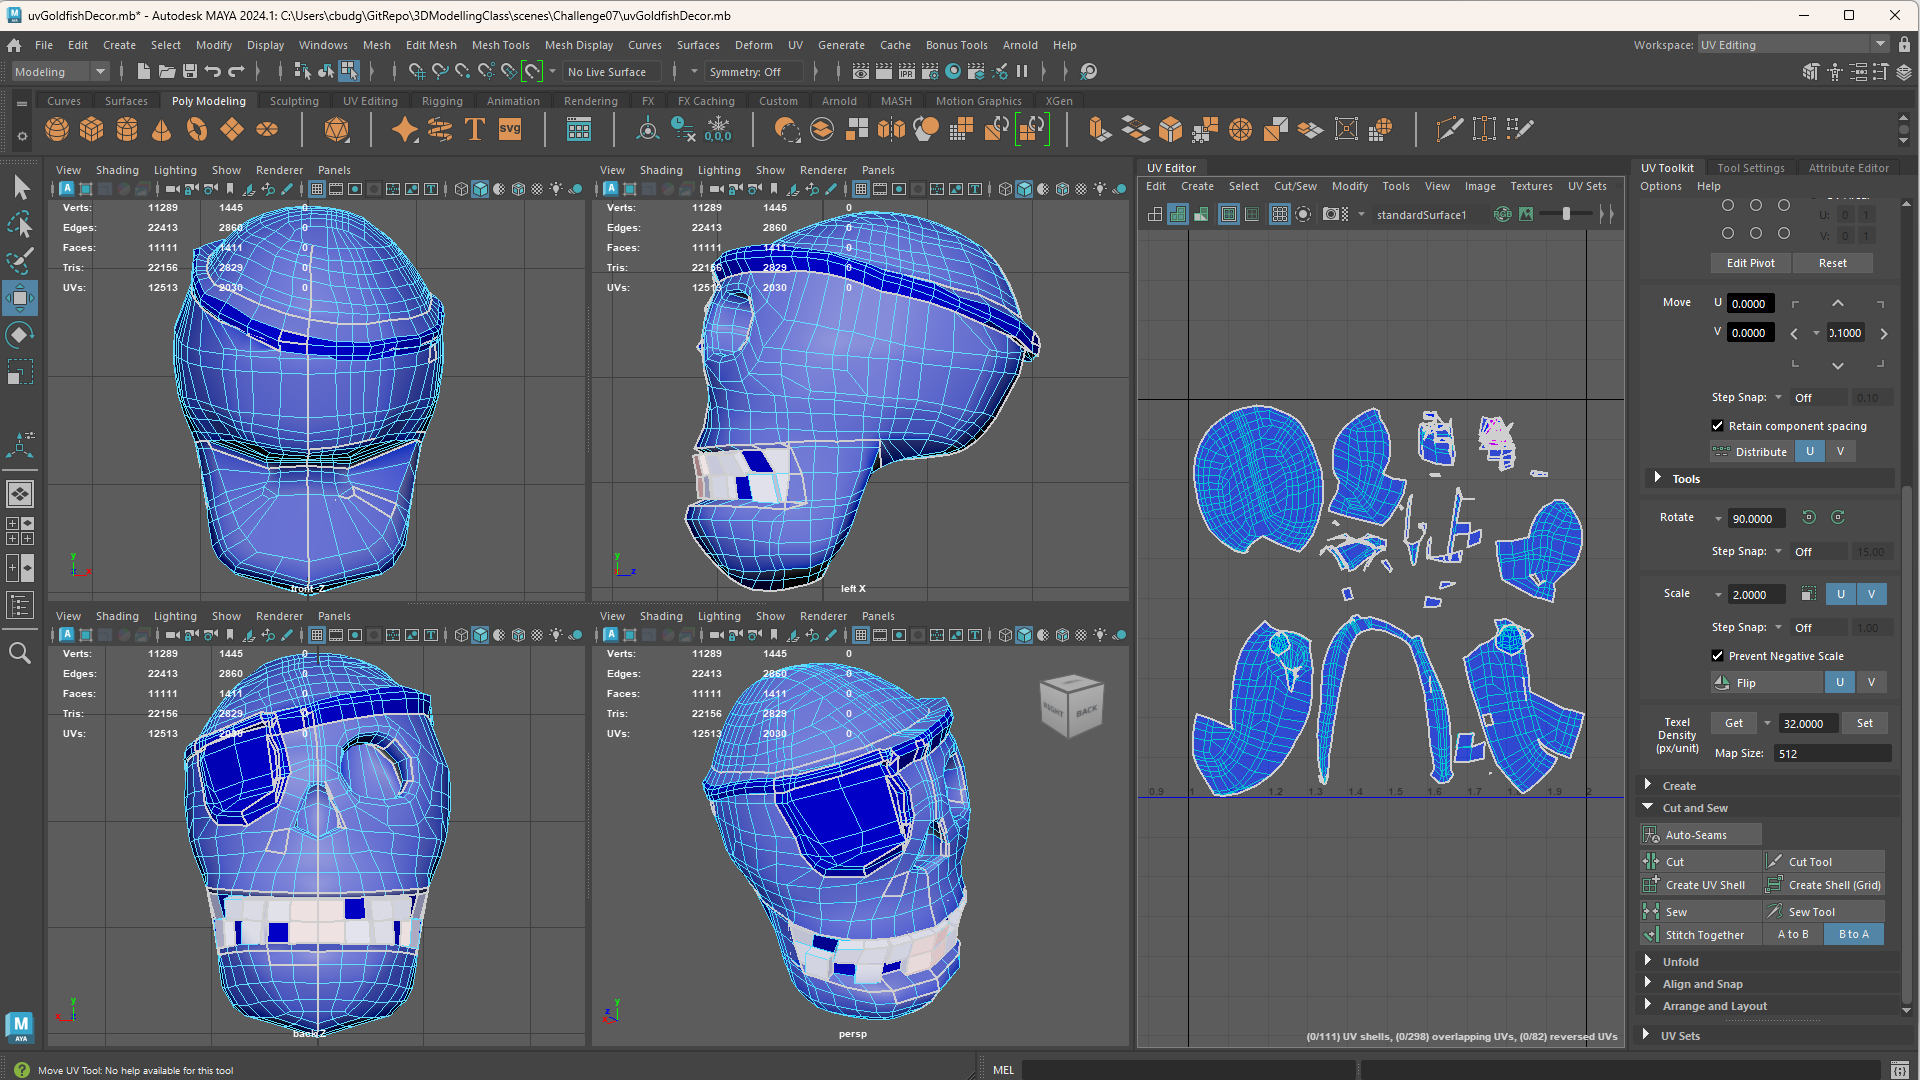 uvGoldfishDecor.mb* - Autodesk MAYA 2024.1: C:\Users\cbudg\GitRepo\3DModellingClass\scenes\Challenge07\uvGoldfishDecor.mb
File Edit Create Select Modify Display Windows Mesh Edit Mesh Mesh Tools Mesh Display Curves Surfaces Deform UV Generate Cache Bonus Tools Arnold Help
Workspace: UV Editing
Modeling No Live Surface Symmetry: Off
Curves Surfaces Poly Modeling Sculpting UV Editing Rigging Animation Rendering FX FX Caching Custom Arnold MASH Motion Graphics XGen
View Shading Lighting Show Renderer Panels
Verts: 11289 1445 0
Edges: 22413 2860 0
Faces: 11111 1411 0
Tris: 22156 2829 0
UVs: 12513 2030 0
front -Z
View Shading Lighting Show Renderer Panels
Verts: 11289 1445 0
Edges: 22413 2860 0
Faces: 11111 1411 0
Tris: 22156 2829 0
UVs: 12513 2030 0
left X
View Shading Lighting Show Renderer Panels
Verts: 11289 1445 0
Edges: 22413 2860 0
Faces: 11111 1411 0
Tris: 22156 2829 0
UVs: 12513 2030 0
back Z
View Shading Lighting Show Renderer Panels
Verts: 11289 1445 0
Edges: 22413 2860 0
Faces: 11111 1411 0
Tris: 22156 2829 0
UVs: 12513 2030 0
RIGHT BACK
persp
UV Editor
Edit Create Select Cut/Sew Modify Tools View Image Textures UV Sets
standardSurface1
0.9 1 1.2 1.3 1.4 1.5 1.6 1.7 1.9 2
(0/111) UV shells, (0/298) overlapping UVs, (0/82) reversed UVs
UV Toolkit Tool Settings Attribute Editor
Options Help
U: 0 1
V: 0 1
Edit Pivot Reset
Move U 0.0000
V 0.0000 0.1000
Step Snap: Off 0.10
Retain component spacing
Distribute U V
Tools
Rotate 90.0000
Step Snap: Off 15.00
Scale 2.0000 U V
Step Snap: Off 1.00
Prevent Negative Scale
Flip U V
Texel Density (px/unit) Get 32.0000 Set
Map Size: 512
Create
Cut and Sew
Auto-Seams
Cut Cut Tool
Create UV Shell Create Shell (Grid)
Sew Sew Tool
Stitch Together A to B B to A
Unfold
Align and Snap
Arrange and Layout
UV Sets
Move UV Tool: No help available for this tool
MEL